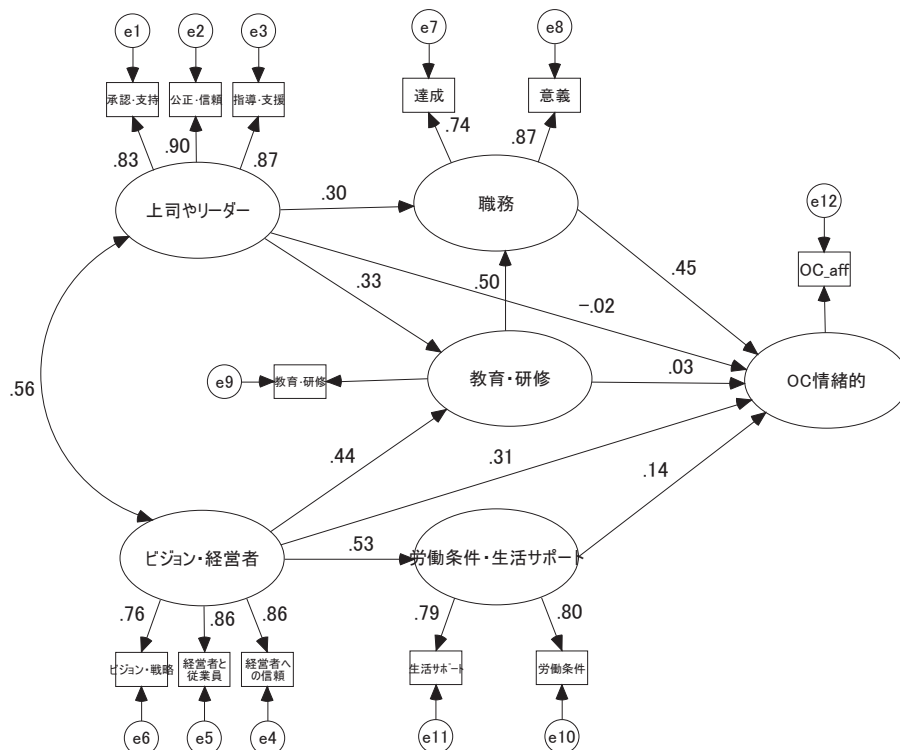 e1
e2
e3
e7
e8
承認・支持
公正・信頼
指導・支援
達成
意義
.83
.90
.87
.74
.87
上司やリーダー
.30
職務
e12
OC_aff
.45
.33
.50
-.02
.56
e9
教育・研修
教育・研修
.03
OC情緒的
.44
.31
.14
ビジョン・経営者
.53
労働条件・生活サポート
.76
.86
.86
.79
.80
ビジョン・戦略
経営者と
従業員
経営者へ
の信頼
生活サポート
労働条件
e6
e5
e4
e11
e10